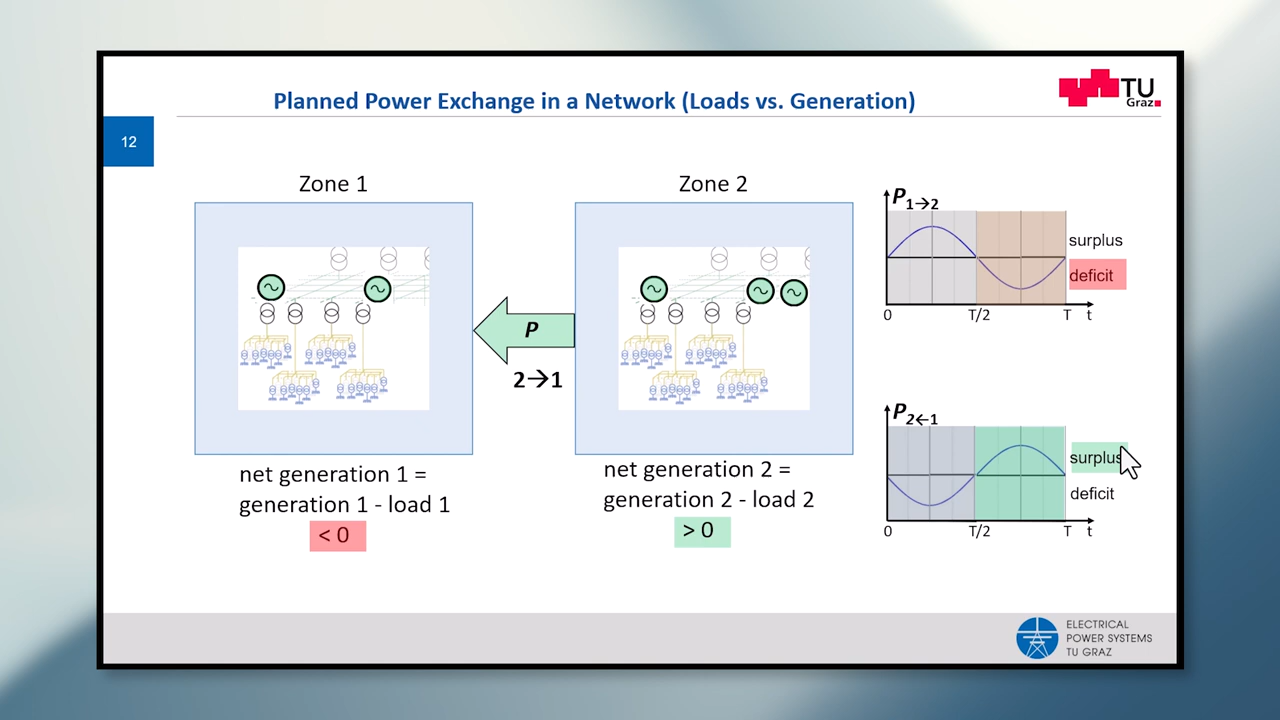 Planned Power Exchange in a Network (Loads vs. Generation)
TU
Graz
12
Zone 1
Zone 2
P
2→1
net generation 1 =
generation 1 - load 1
< 0
net generation 2 =
generation 2 - load 2
> 0
P1→2
surplus
deficit
0 T/2 T t
P2←1
surplus
deficit
0 T/2 T t
ELECTRICAL
POWER SYSTEMS
TU GRAZ